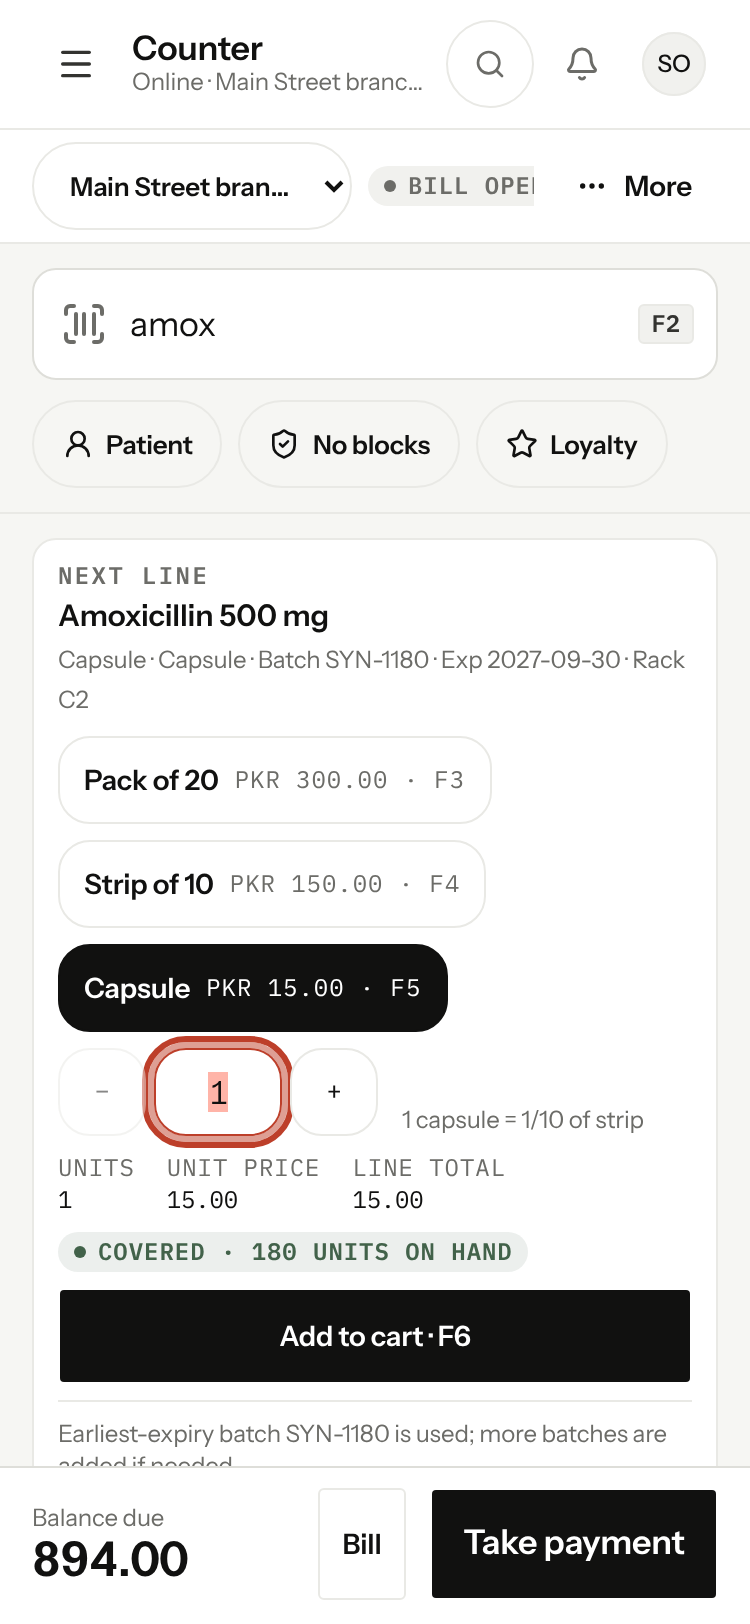 Counter
Online · Main Street branc...
SO
Main Street bran...
BILL OPE
More
amox
F2
Patient
No blocks
Loyalty
NEXT LINE
Amoxicillin 500 mg
Capsule · Capsule · Batch SYN-1180 · Exp 2027-09-30 · Rack
C2
Pack of 20 PKR 300.00 · F3
Strip of 10 PKR 150.00 · F4
Capsule PKR 15.00 · F5
− 1 +
1 capsule = 1/10 of strip
UNITS UNIT PRICE LINE TOTAL
1 15.00 15.00
COVERED · 180 UNITS ON HAND
Add to cart · F6
Earliest-expiry batch SYN-1180 is used; more batches are
added if needed
Balance due
894.00
Bill
Take payment